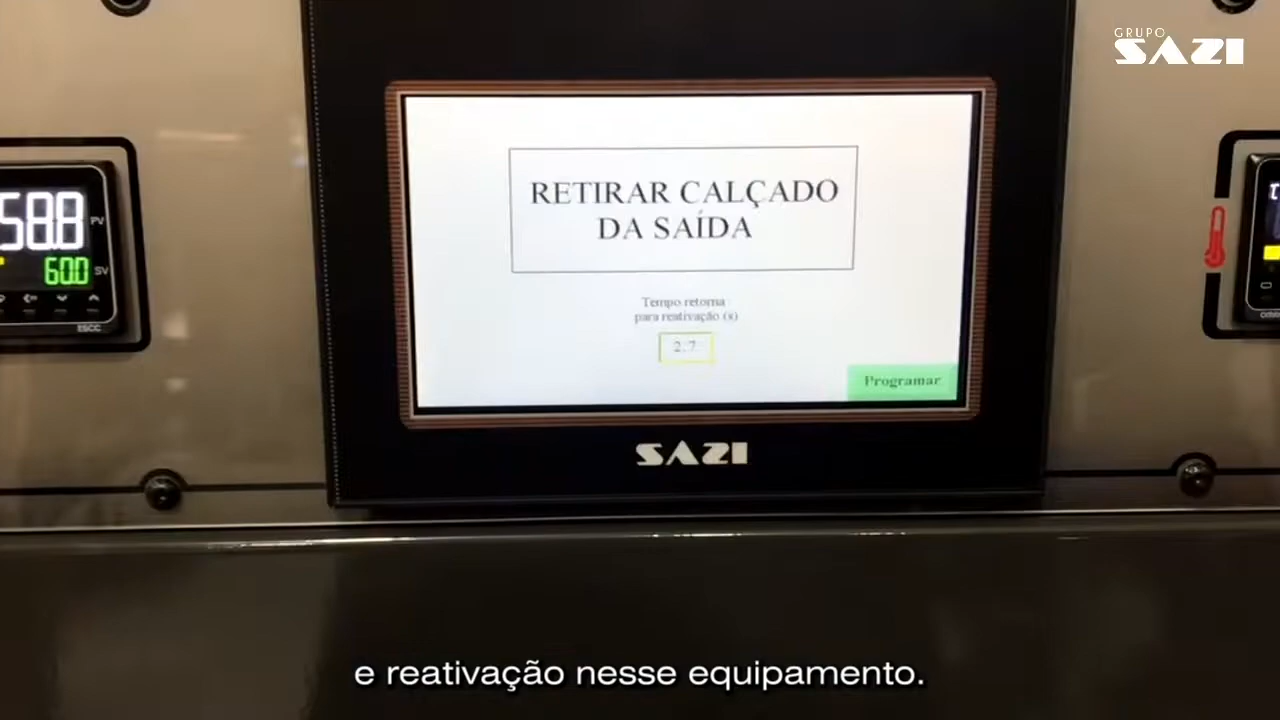 GRUPO
SAZI
58.8 PV
60.0 SV
ESCC
RETIRAR CALÇADO
DA SAÍDA
Tempo retorna
para reativação (s)
2.7
Programar
SAZI
e reativação nesse equipamento.